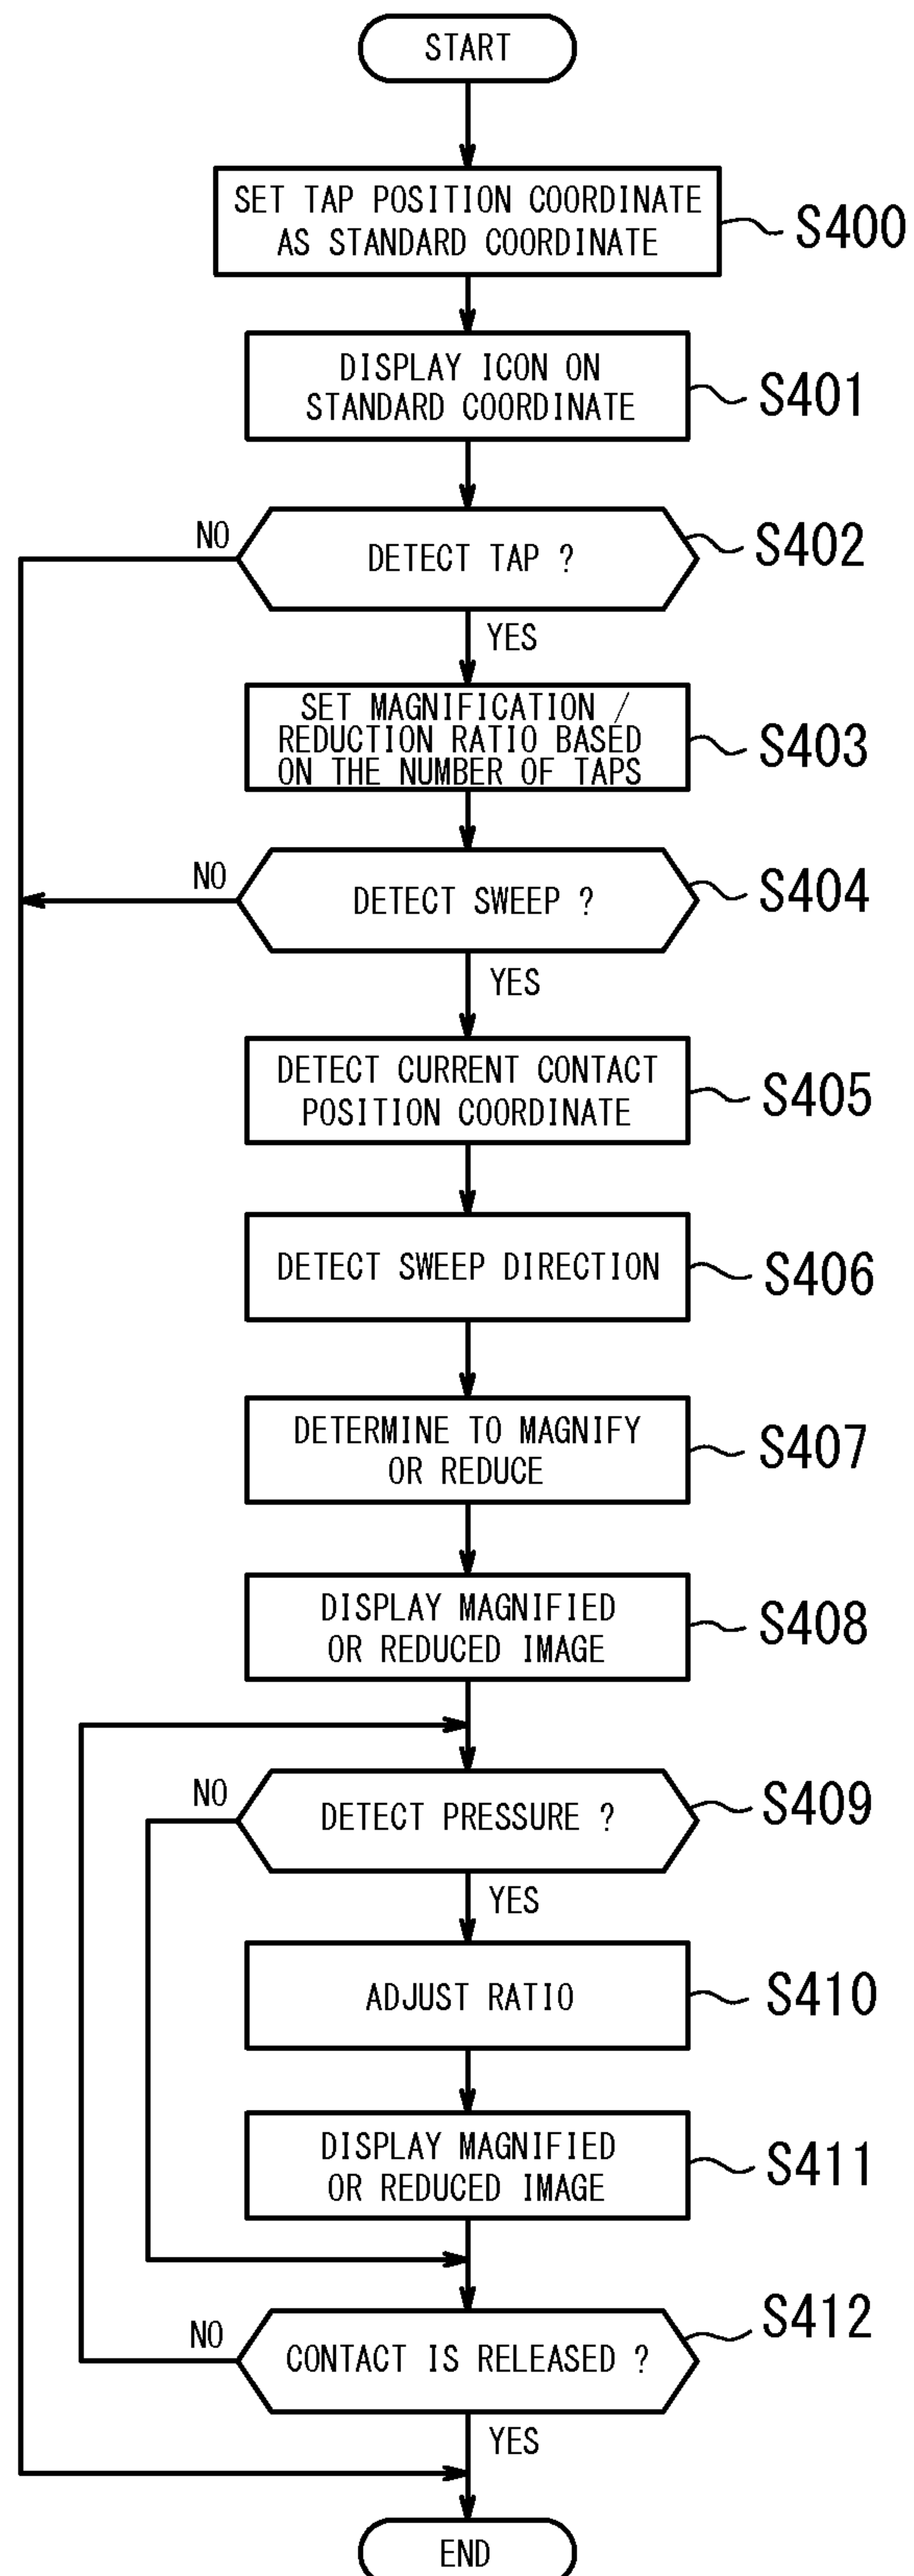 START
SET TAP POSITION COORDINATE
AS STANDARD COORDINATE
S400
DISPLAY ICON ON
STANDARD COORDINATE
S401
NO
DETECT TAP ?
S402
YES
SET MAGNIFICATION /
REDUCTION RATIO BASED
ON THE NUMBER OF TAPS
S403
NO
DETECT SWEEP ?
S404
YES
DETECT CURRENT CONTACT
POSITION COORDINATE
S405
DETECT SWEEP DIRECTION
S406
DETERMINE TO MAGNIFY
OR REDUCE
S407
DISPLAY MAGNIFIED
OR REDUCED IMAGE
S408
NO
DETECT PRESSURE ?
S409
YES
ADJUST RATIO
S410
DISPLAY MAGNIFIED
OR REDUCED IMAGE
S411
NO
CONTACT IS RELEASED ?
S412
YES
END